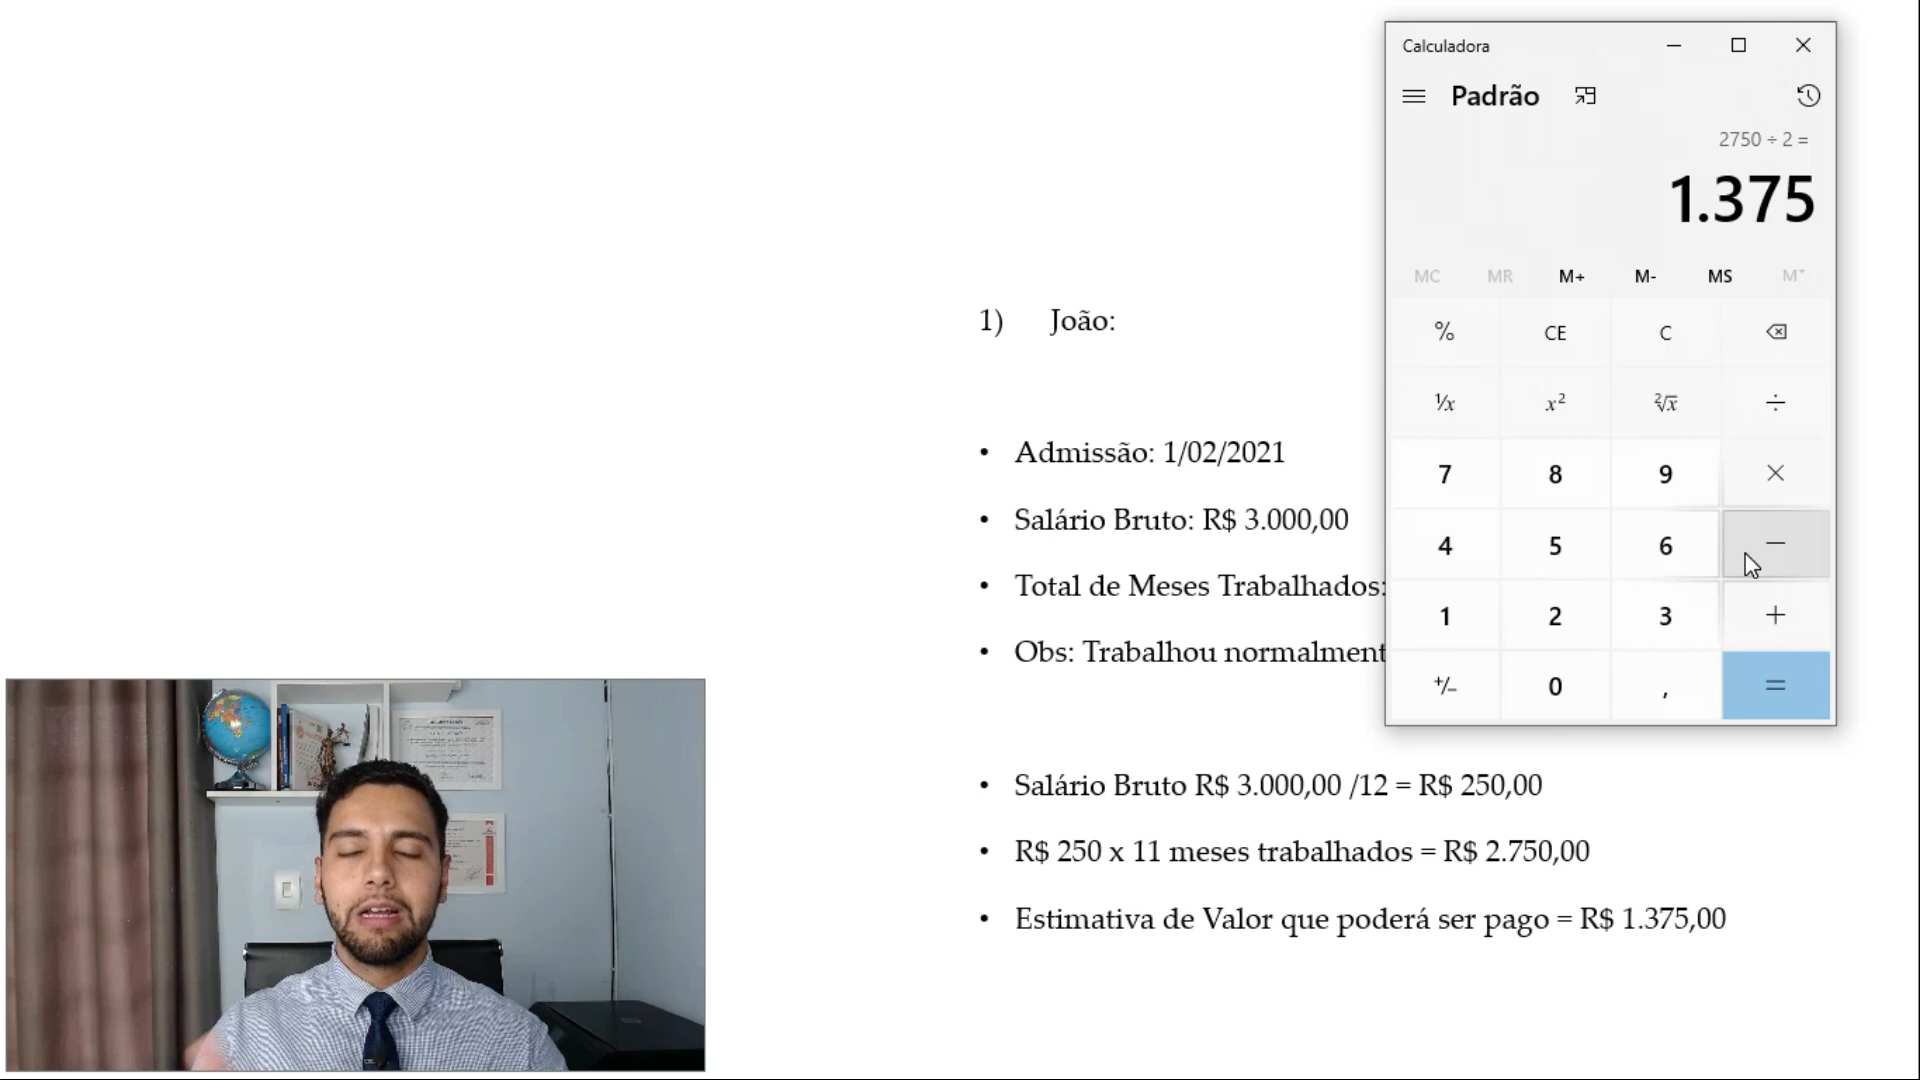 1) João:
• Admissão: 1/02/2021
• Salário Bruto: R$ 3.000,00
• Total de Meses Trabalhados:
• Obs: Trabalhou normalment
• Salário Bruto R$ 3.000,00 /12 = R$ 250,00
• R$ 250 x 11 meses trabalhados = R$ 2.750,00
• Estimativa de Valor que poderá ser pago = R$ 1.375,00
Calculadora
Padrão
2750 ÷ 2 =
1.375
MC MR M+ M- MS M˅
% CE C
¹/x x² ²√x ÷
7 8 9 ×
4 5 6 −
1 2 3 +
+/− 0 , =